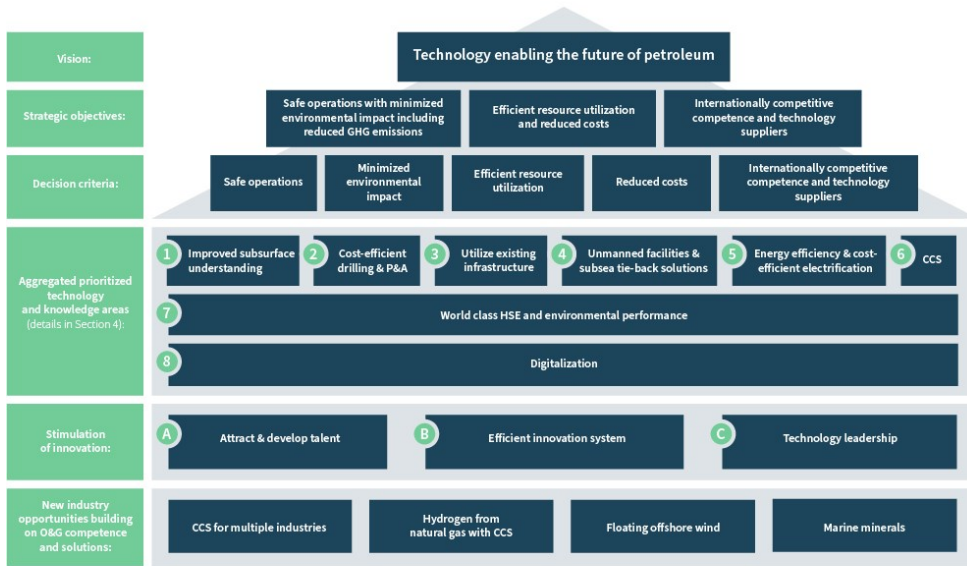 Vision:
Technology enabling the future of petroleum
Strategic objectives:
Safe operations with minimized
environment impact including
reduced GHG emissions
Efficient resource utilization
and reduced costs
Internationally competitive
competence and technology
suppliers
Decision criteria:
Safe operations
Minimized
environmental
impact
Efficient resource
utilization
Reduced costs
Internationally competitive
competence and technology
suppliers
Aggregated prioritized
technology
and knowledge areas
(details in Section 4):
1
Improved subsurface
understanding
2
Cost-efficient
drilling & P&A
3
Utilize existing
infrastructure
4
Unmanned facilities &
subsea tie-back solutions
5
Energy efficiency & cost-
efficient electrification
6
CCS
7
World class HSE and environmental performance
8
Digitalization
Stimulation
of innovation:
A
Attract & develop talent
B
Efficient innovation system
C
Technology leadership
New industry
opportunities building
on O&G competence
and solutions:
CCS for multiple industries
Hydrogen from
natural gas with CCS
Floating offshore wind
Marine minerals